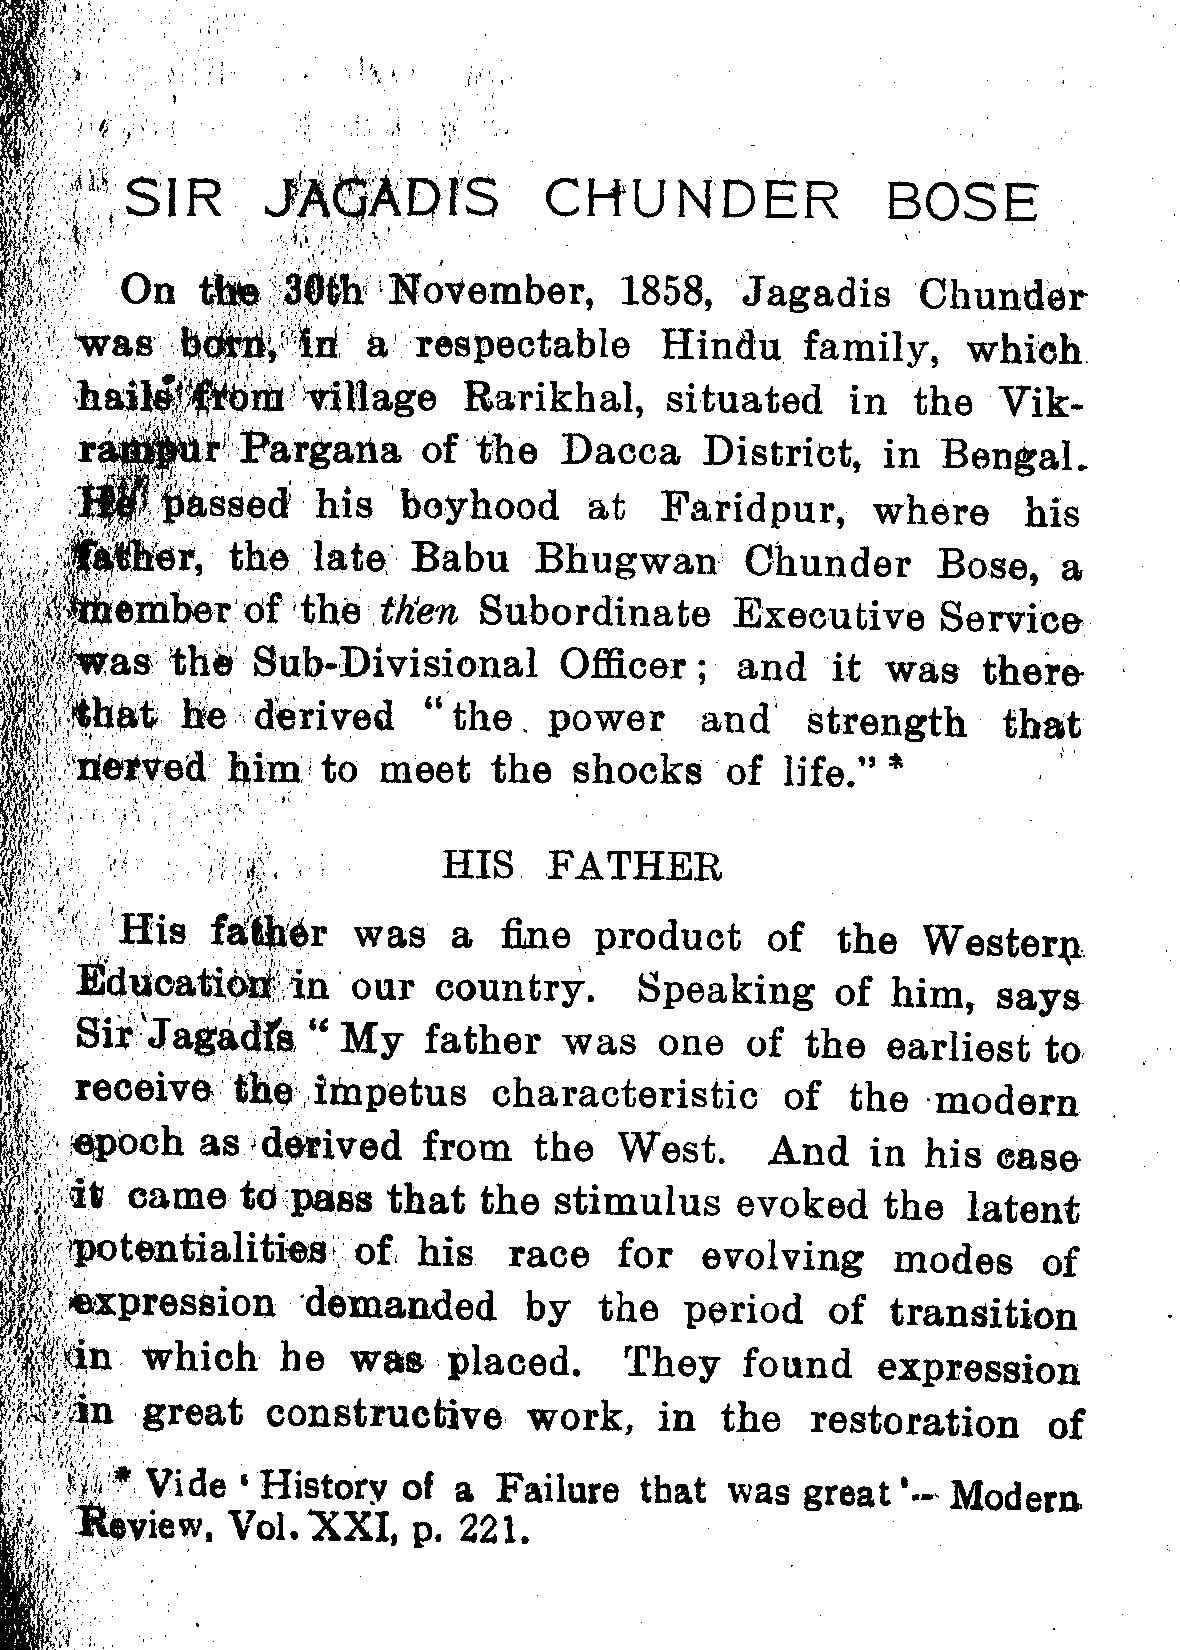 SIR JAGADIS CHUNDER BOSE
On the 30th November, 1858, Jagadis Chunder
was born, in a respectable Hindu family, which
hails from village Rarikhal, situated in the Vik-
rampur Pargana of the Dacca District, in Bengal.
He passed his boyhood at Faridpur, where his
father, the late Babu Bhugwan Chunder Bose, a
member of the then Subordinate Executive Service
was the Sub-Divisional Officer; and it was there
that he derived "the power and strength that
nerved him to meet the shocks of life."*
HIS FATHER
His father was a fine product of the Western
Education in our country. Speaking of him, says
Sir Jagadis "My father was one of the earliest to
receive the impetus characteristic of the modern
epoch as derived from the West. And in his case
it came to pass that the stimulus evoked the latent
potentialities of his race for evolving modes of
expression demanded by the period of transition
in which he was placed. They found expression
in great constructive work, in the restoration of
* Vide 'History of a Failure that was great'-- Modern
Review, Vol. XXI, p. 221.